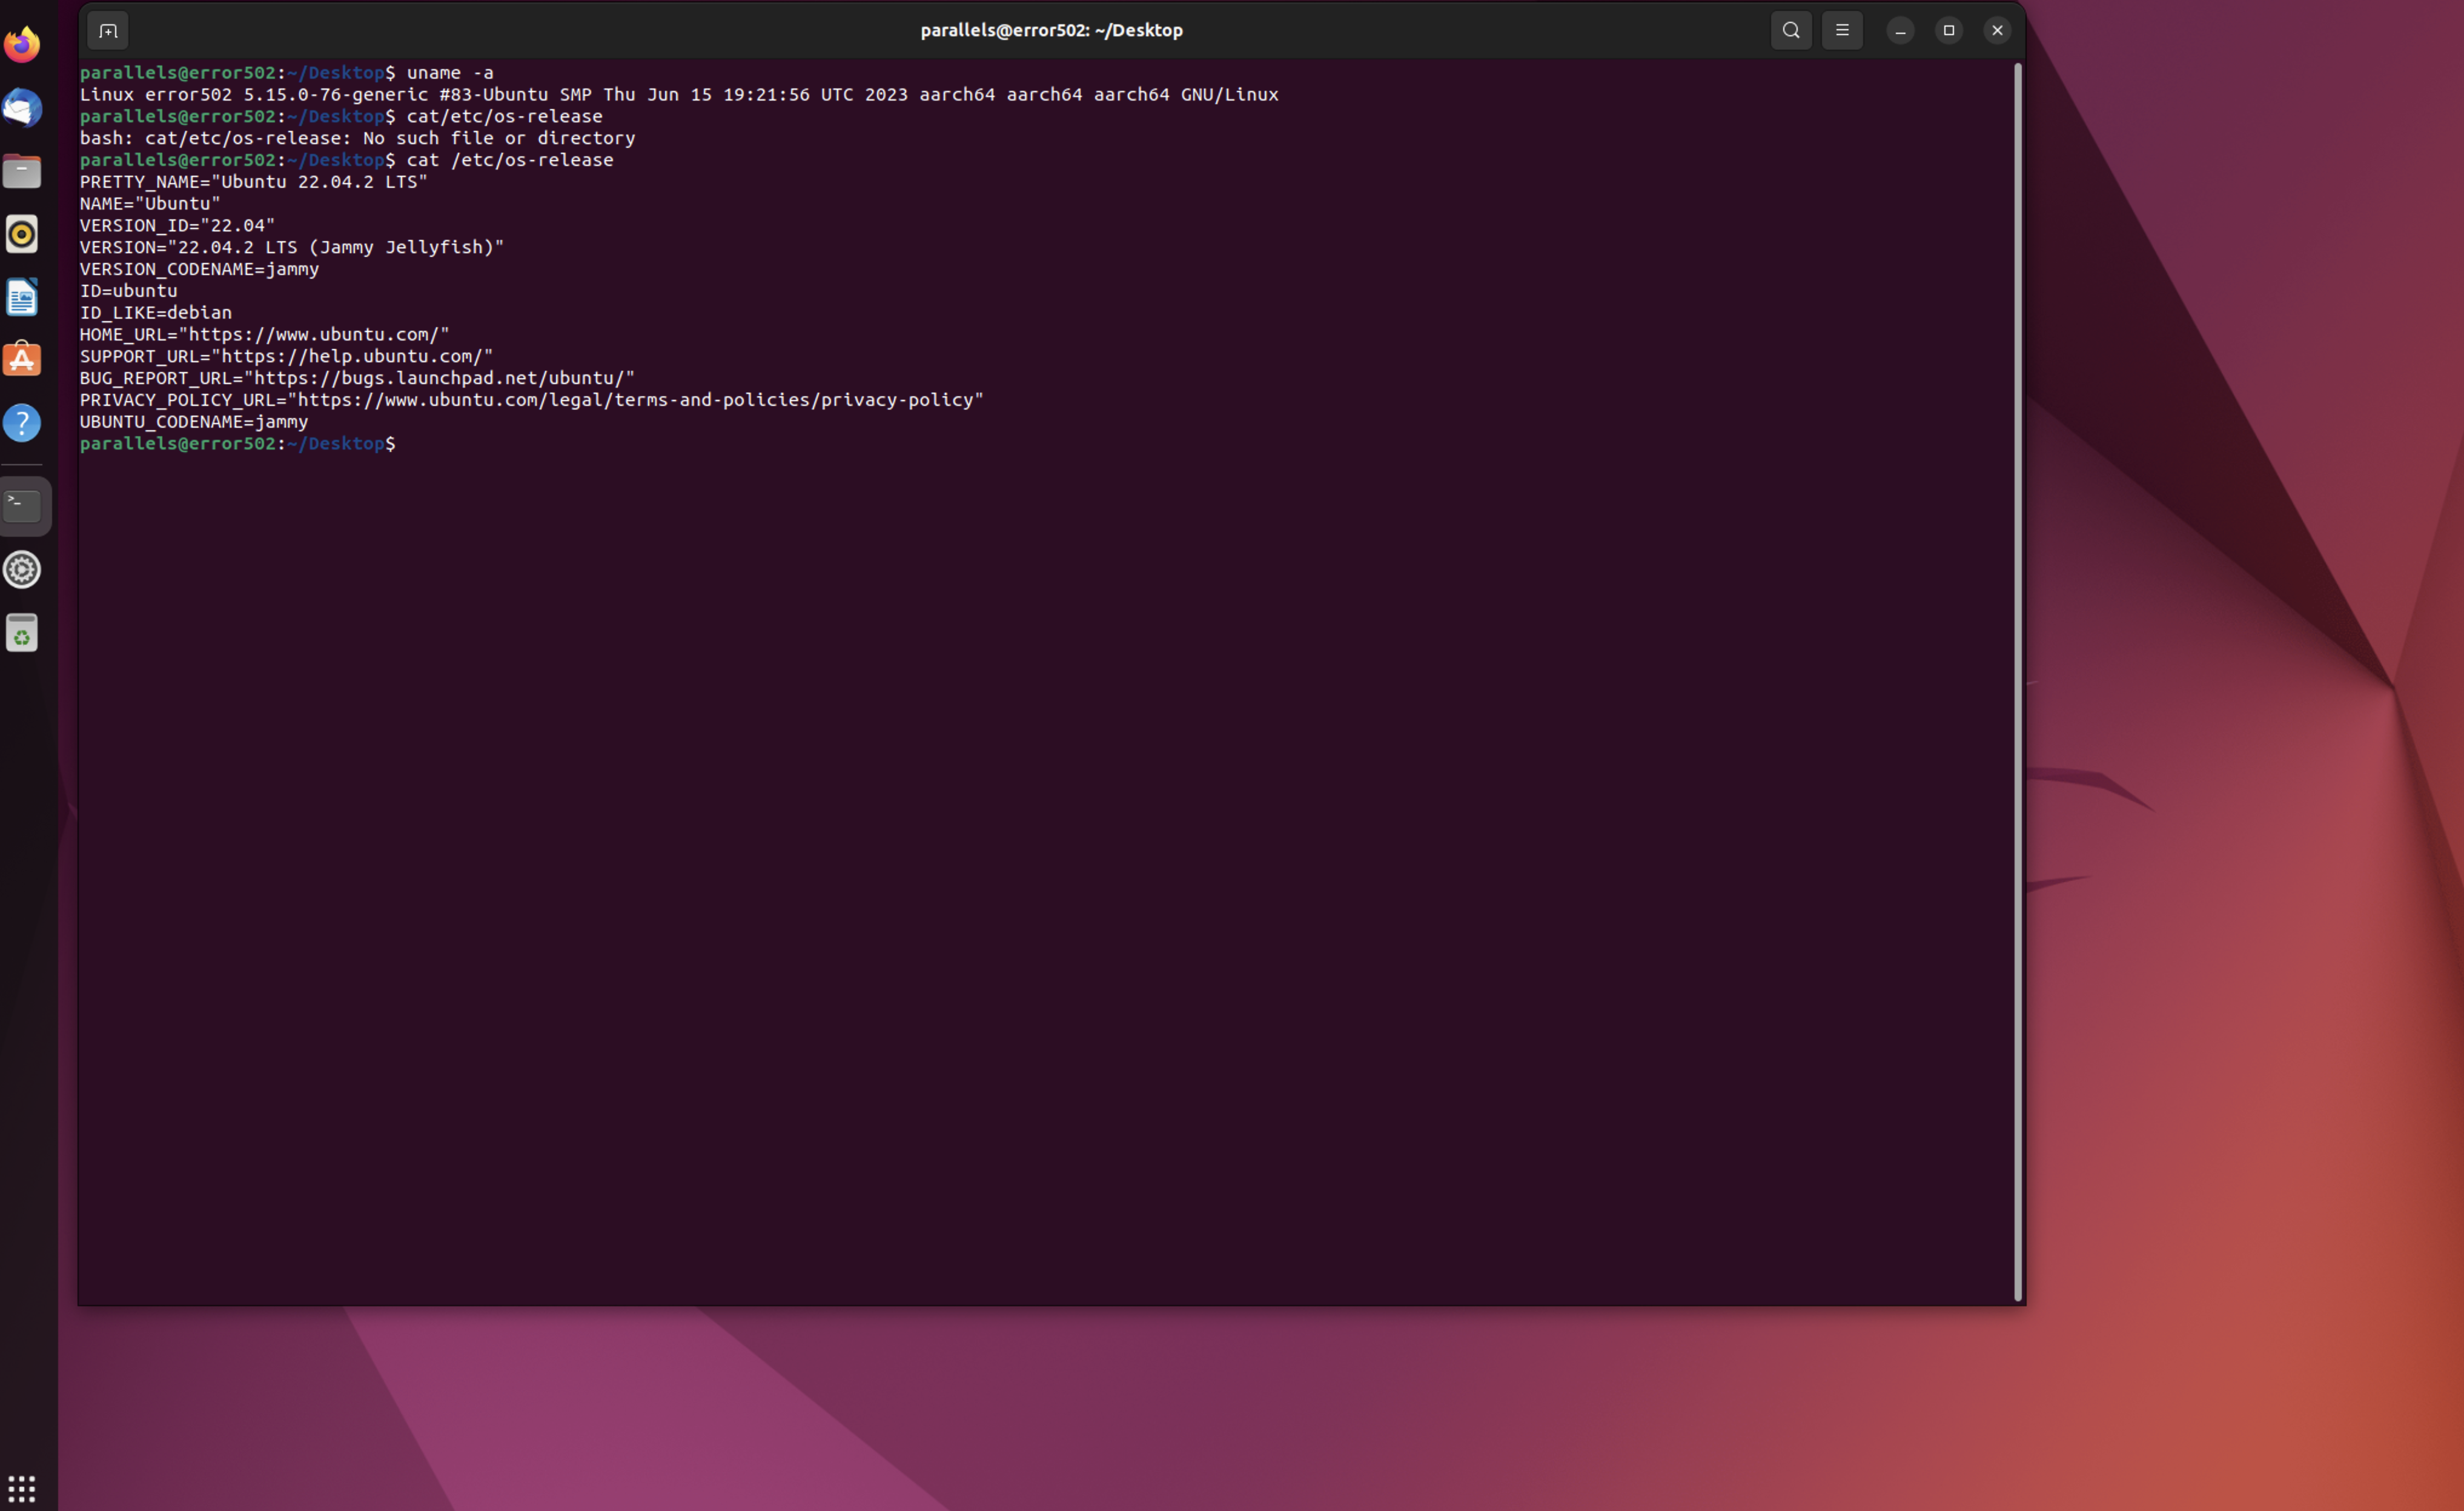 parallels@error502: ~/Desktop
parallels@error502:~/Desktop$ uname -a
Linux error502 5.15.0-76-generic #83-Ubuntu SMP Thu Jun 15 19:21:56 UTC 2023 aarch64 aarch64 aarch64 GNU/Linux
parallels@error502:~/Desktop$ cat/etc/os-release
bash: cat/etc/os-release: No such file or directory
parallels@error502:~/Desktop$ cat /etc/os-release
PRETTY_NAME="Ubuntu 22.04.2 LTS"
NAME="Ubuntu"
VERSION_ID="22.04"
VERSION="22.04.2 LTS (Jammy Jellyfish)"
VERSION_CODENAME=jammy
ID=ubuntu
ID_LIKE=debian
HOME_URL="https://www.ubuntu.com/"
SUPPORT_URL="https://help.ubuntu.com/"
BUG_REPORT_URL="https://bugs.launchpad.net/ubuntu/"
PRIVACY_POLICY_URL="https://www.ubuntu.com/legal/terms-and-policies/privacy-policy"
UBUNTU_CODENAME=jammy
parallels@error502:~/Desktop$